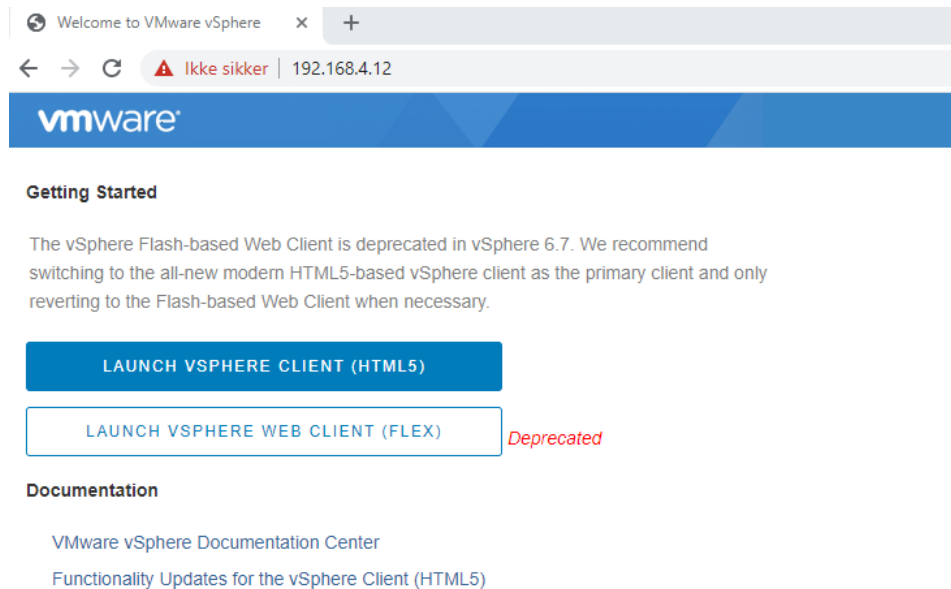 Welcome to VMware vSphere
Ikke sikker | 192.168.4.12
vmware
Getting Started
The vSphere Flash-based Web Client is deprecated in vSphere 6.7. We recommend
switching to the all-new modern HTML5-based vSphere client as the primary client and only
reverting to the Flash-based Web Client when necessary.
LAUNCH VSPHERE CLIENT (HTML5)
LAUNCH VSPHERE WEB CLIENT (FLEX)
Deprecated
Documentation
VMware vSphere Documentation Center
Functionality Updates for the vSphere Client (HTML5)